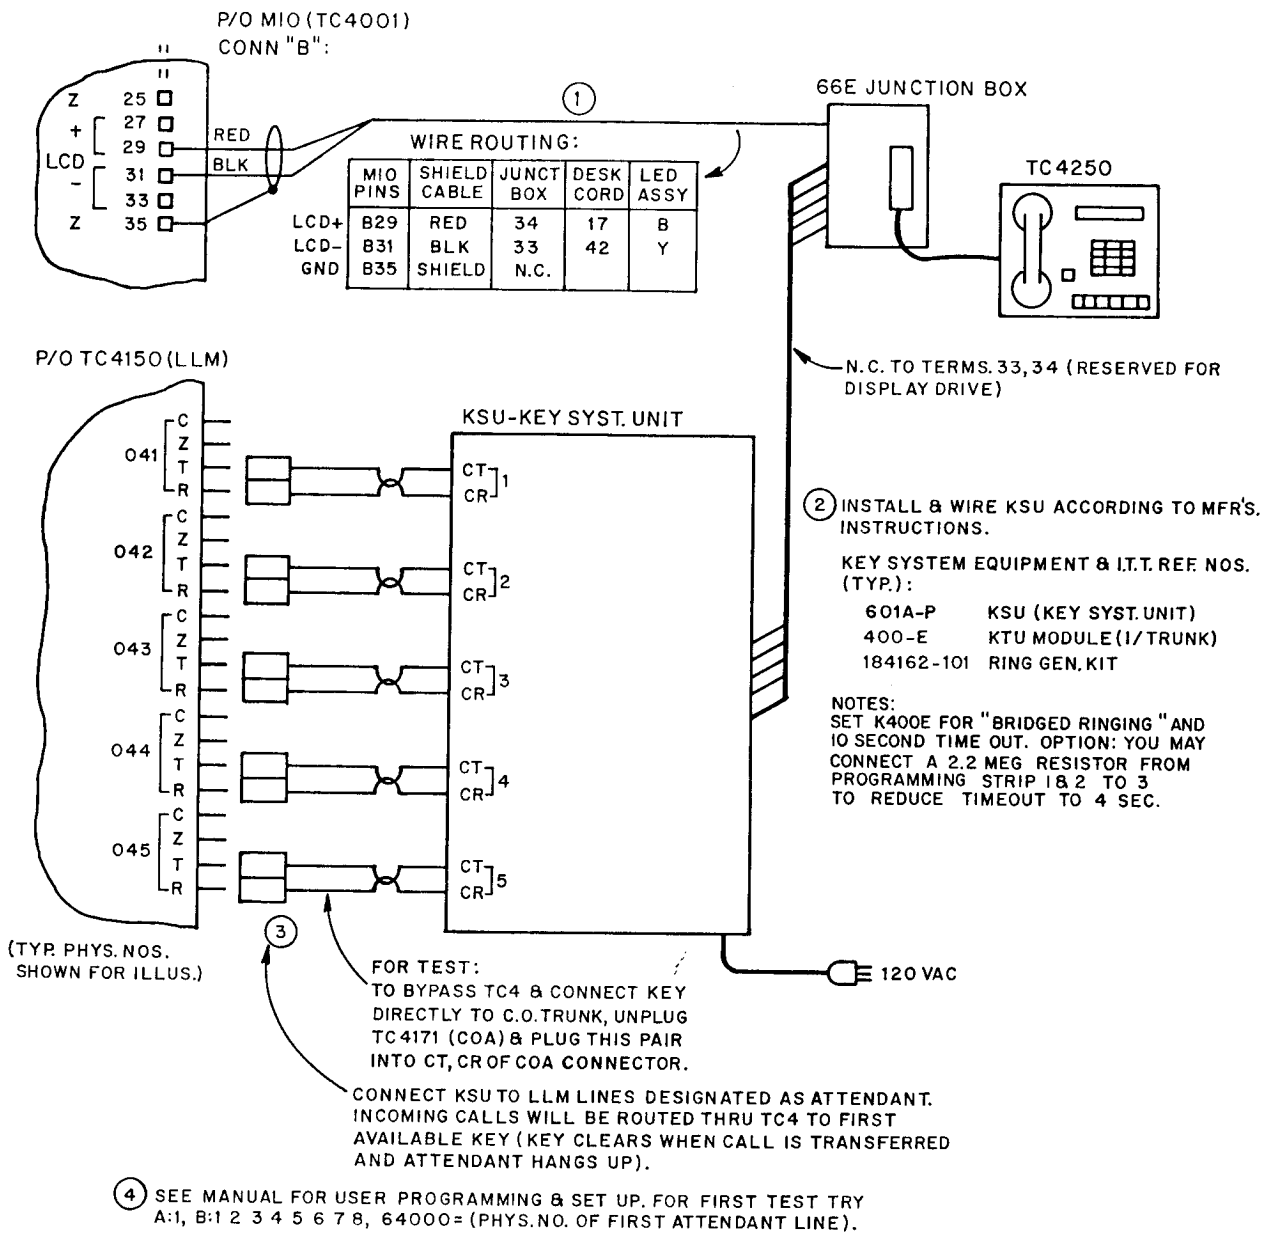 P/O MIO (TC4001)
CONN "B":
Z 25
+ 27
29 RED
LCD 31 BLK
- 33
Z 35
1
66E JUNCTION BOX
TC4250
WIRE ROUTING:
MIO PINS SHIELD CABLE JUNCT BOX DESK CORD LED ASSY
LCD+ B29 RED 34 17 B
LCD- B31 BLK 33 42 Y
GND B35 SHIELD N.C.
N.C. TO TERMS. 33,34 (RESERVED FOR
DISPLAY DRIVE)
P/O TC4150 (LLM)
KSU-KEY SYST. UNIT
041 C Z T R
CT CR 1
042 C Z T R
CT CR 2
043 C Z T R
CT CR 3
044 C Z T R
CT CR 4
045 C Z T R
CT CR 5
(TYP. PHYS. NOS.
SHOWN FOR ILLUS.)
120 VAC
2 INSTALL & WIRE KSU ACCORDING TO MFR'S.
INSTRUCTIONS.
KEY SYSTEM EQUIPMENT & I.T.T. REF. NOS.
(TYP.):
601A-P KSU (KEY SYST. UNIT)
400-E KTU MODULE (1/TRUNK)
184162-101 RING GEN. KIT
NOTES:
SET K400E FOR "BRIDGED RINGING" AND
10 SECOND TIME OUT. OPTION: YOU MAY
CONNECT A 2.2 MEG RESISTOR FROM
PROGRAMMING STRIP 1 & 2 TO 3
TO REDUCE TIMEOUT TO 4 SEC.
FOR TEST:
TO BYPASS TC4 & CONNECT KEY
DIRECTLY TO C.O. TRUNK, UNPLUG
TC4171 (COA) & PLUG THIS PAIR
INTO CT, CR OF COA CONNECTOR.
3
CONNECT KSU TO LLM LINES DESIGNATED AS ATTENDANT.
INCOMING CALLS WILL BE ROUTED THRU TC4 TO FIRST
AVAILABLE KEY (KEY CLEARS WHEN CALL IS TRANSFERRED
AND ATTENDANT HANGS UP).
4 SEE MANUAL FOR USER PROGRAMMING & SET UP. FOR FIRST TEST TRY
A:1, B:1 2 3 4 5 6 7 8, 64000= (PHYS. NO. OF FIRST ATTENDANT LINE).